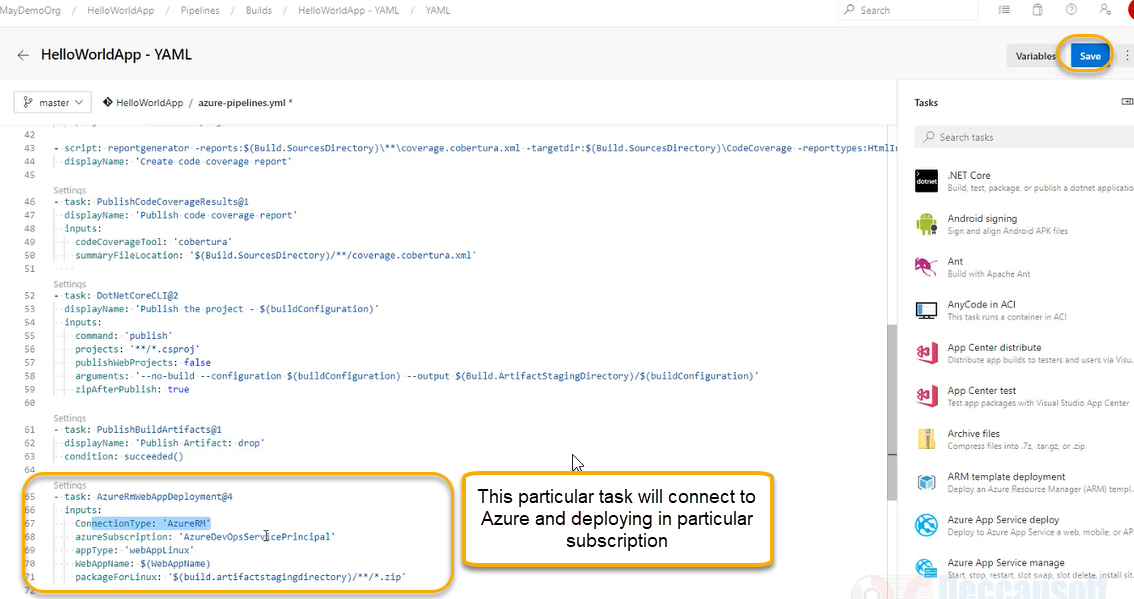 MayDemoOrg / HelloWorldApp / Pipelines / Builds / HelloWorldApp - YAML / YAML
Search
HelloWorldApp - YAML
Variables
Save
master
HelloWorldApp / azure-pipelines.yml *
42
43 - script: reportgenerator -reports:$(Build.SourcesDirectory)\**\coverage.cobertura.xml -targetdir:$(Build.SourcesDirectory)\CodeCoverage -reporttypes:HtmlIn
44 displayName: 'Create code coverage report'
45
Settings
46 - task: PublishCodeCoverageResults@1
47 displayName: 'Publish code coverage report'
48 inputs:
49 codeCoverageTool: 'cobertura'
50 summaryFileLocation: '$(Build.SourcesDirectory)/**/coverage.cobertura.xml'
51
Settings
52 - task: DotNetCoreCLI@2
53 displayName: 'Publish the project - $(buildConfiguration)'
54 inputs:
55 command: 'publish'
56 projects: '**/*.csproj'
57 publishWebProjects: false
58 arguments: '--no-build --configuration $(buildConfiguration) --output $(Build.ArtifactStagingDirectory)/$(buildConfiguration)'
59 zipAfterPublish: true
60
Settings
61 - task: PublishBuildArtifacts@1
62 displayName: 'Publish Artifact: drop'
63 condition: succeeded()
64
Settings
65 - task: AzureRmWebAppDeployment@4
66 inputs:
67 ConnectionType: 'AzureRM'
68 azureSubscription: 'AzureDevOpsServicePrincipal'
69 appType: 'webAppLinux'
70 WebAppName: $(WebAppName)
71 packageForLinux: '$(build.artifactstagingdirectory)/**/*.zip'
72
This particular task will connect to
Azure and deploying in particular
subscription
Tasks
Search tasks
.NET Core
Build, test, package, or publish a dotnet applicatio
Android signing
Sign and align Android APK files
Ant
Build with Apache Ant
AnyCode in ACI
This task runs a container in ACI
App Center distribute
Distribute app builds to testers and users via Visu...
App Center test
Test app packages with Visual Studio App Center
Archive files
Compress files into .7z, .tar.gz, or .zip
ARM template deployment
Deploy an Azure Resource Manager (ARM) templ...
Azure App Service deploy
Deploy to Azure App Service a web, mobile, or AP
Azure App Service manage
Start, stop, restart, slot swap, slot delete, install sit
Deccansoft